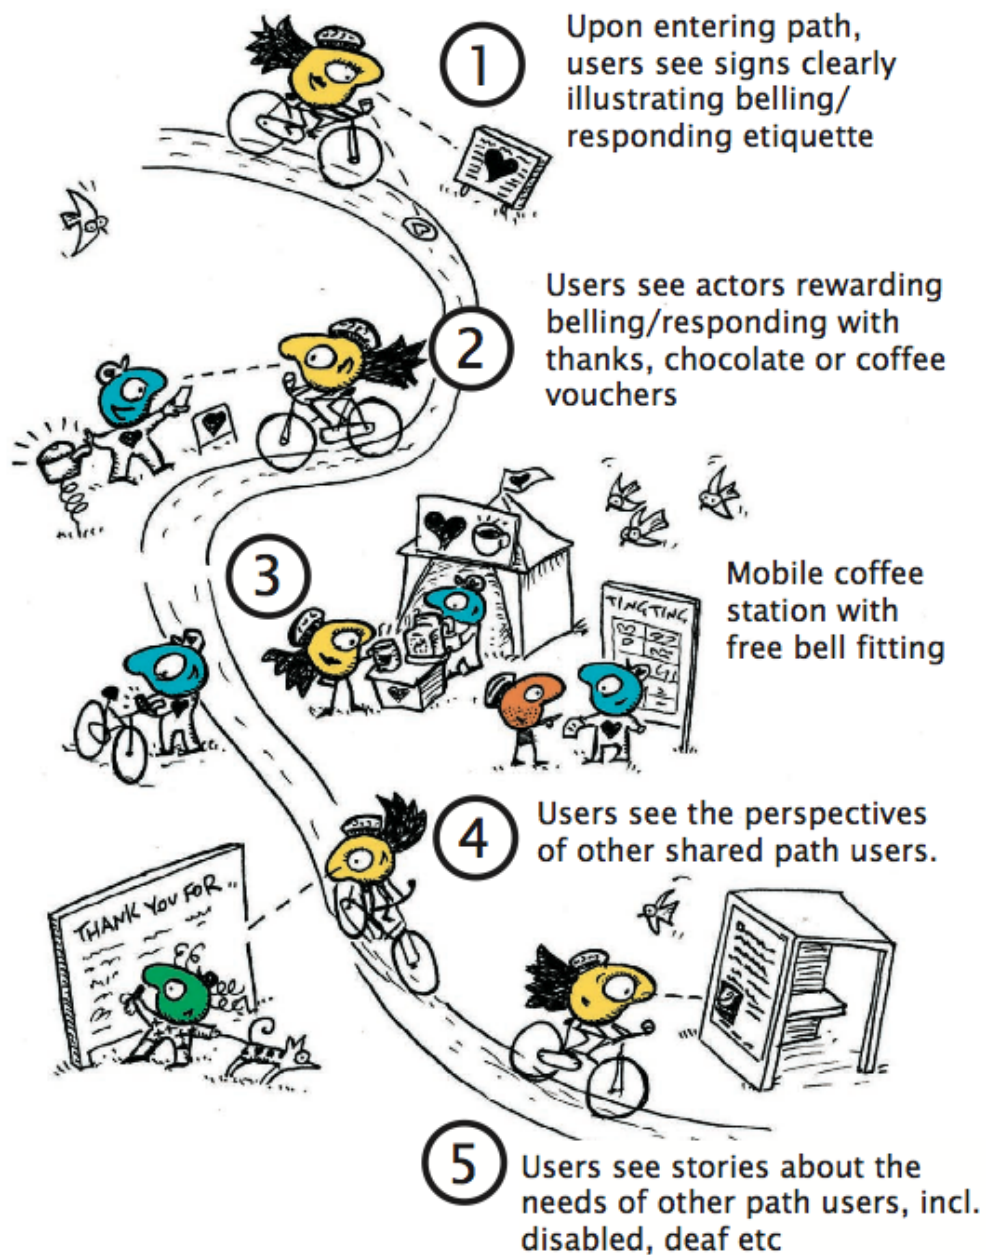 1
Upon entering path,
users see signs clearly
illustrating belling/
responding etiquette
2
Users see actors rewarding
belling/responding with
thanks, chocolate or coffee
vouchers
3
Mobile coffee
station with
free bell fitting
TING TING
4
Users see the perspectives
of other shared path users.
THANK YOU FOR..
5
Users see stories about the
needs of other path users, incl.
disabled, deaf etc